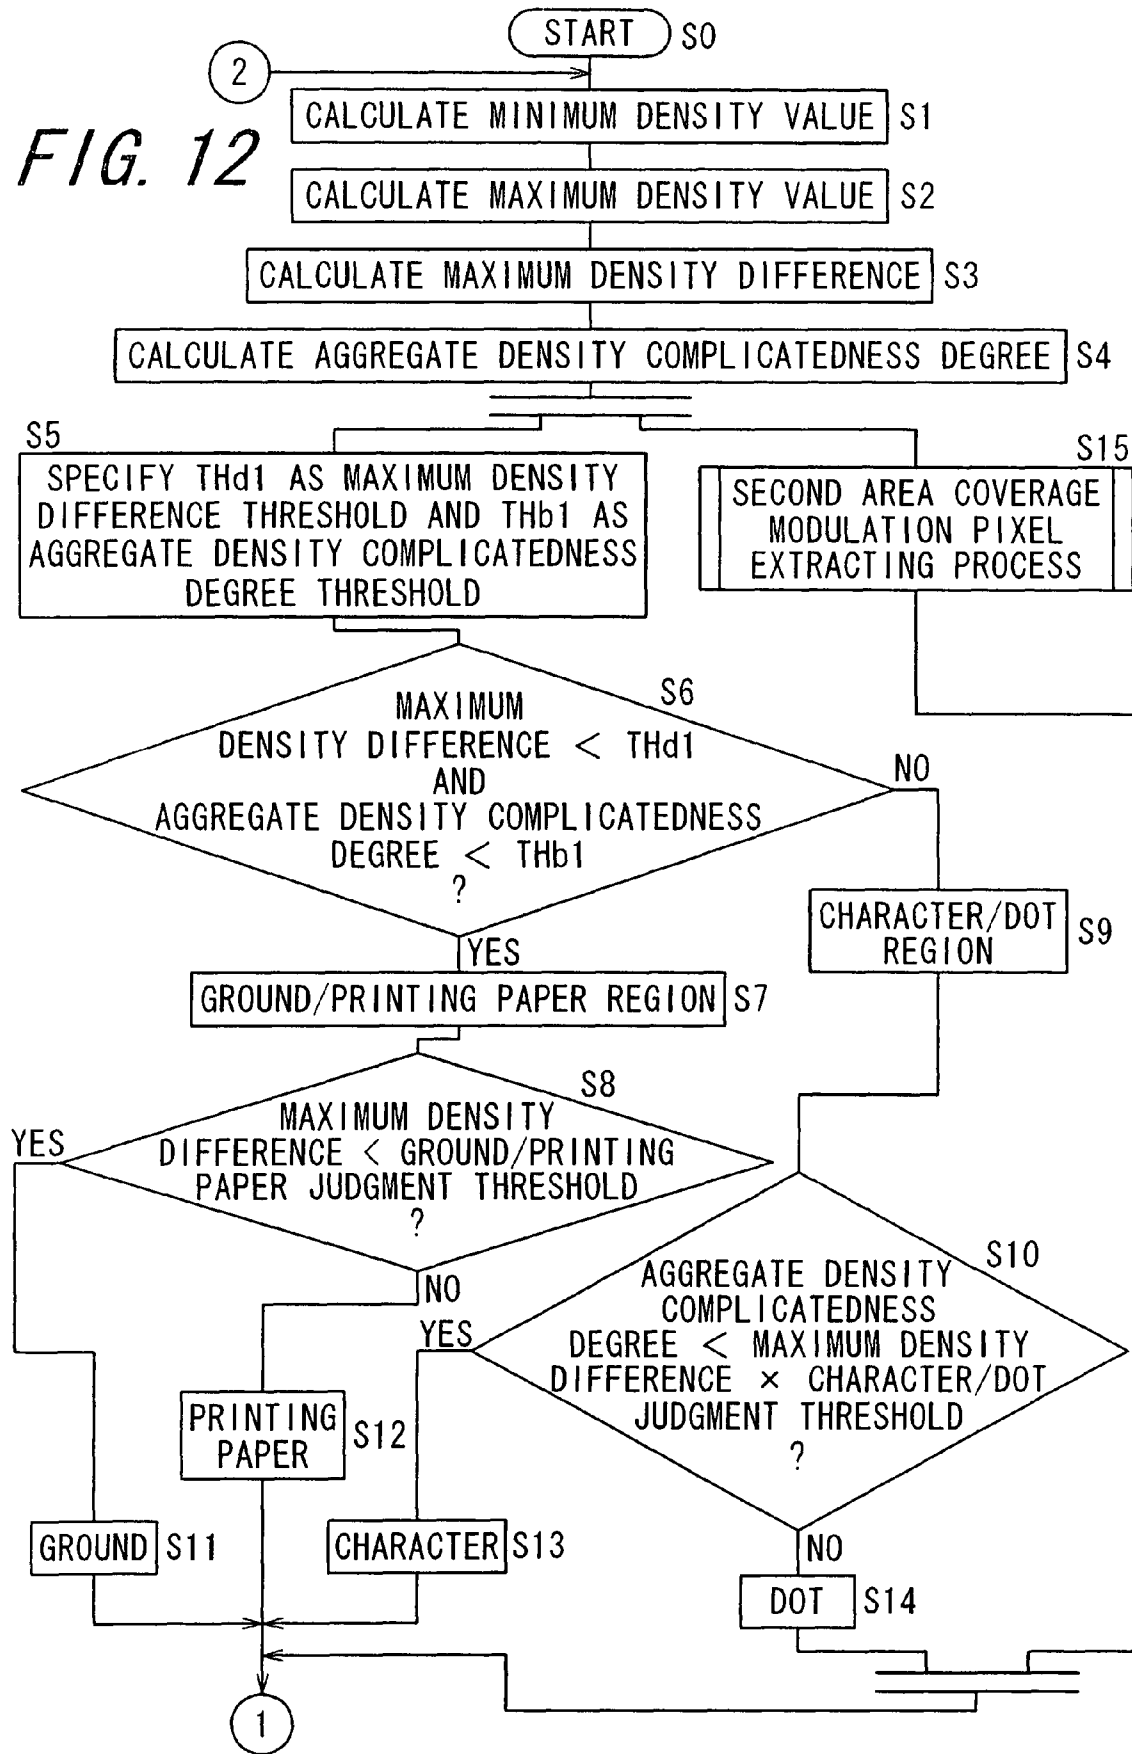 START S0
2
FIG. 12
CALCULATE MINIMUM DENSITY VALUE S1
CALCULATE MAXIMUM DENSITY VALUE S2
CALCULATE MAXIMUM DENSITY DIFFERENCE S3
CALCULATE AGGREGATE DENSITY COMPLICATEDNESS DEGREE S4
S5
SPECIFY THd1 AS MAXIMUM DENSITY
DIFFERENCE THRESHOLD AND THb1 AS
AGGREGATE DENSITY COMPLICATEDNESS
DEGREE THRESHOLD
S15
SECOND AREA COVERAGE
MODULATION PIXEL
EXTRACTING PROCESS
S6
MAXIMUM
DENSITY DIFFERENCE < THd1
AND
AGGREGATE DENSITY COMPLICATEDNESS
DEGREE < THb1
?
NO
YES
CHARACTER/DOT
REGION
S9
GROUND/PRINTING PAPER REGION S7
S8
MAXIMUM DENSITY
DIFFERENCE < GROUND/PRINTING
PAPER JUDGMENT THRESHOLD
?
YES
NO
S10
AGGREGATE DENSITY
COMPLICATEDNESS
DEGREE < MAXIMUM DENSITY
DIFFERENCE × CHARACTER/DOT
JUDGMENT THRESHOLD
?
YES
NO
PRINTING
PAPER
S12
GROUND S11
CHARACTER S13
DOT S14
1